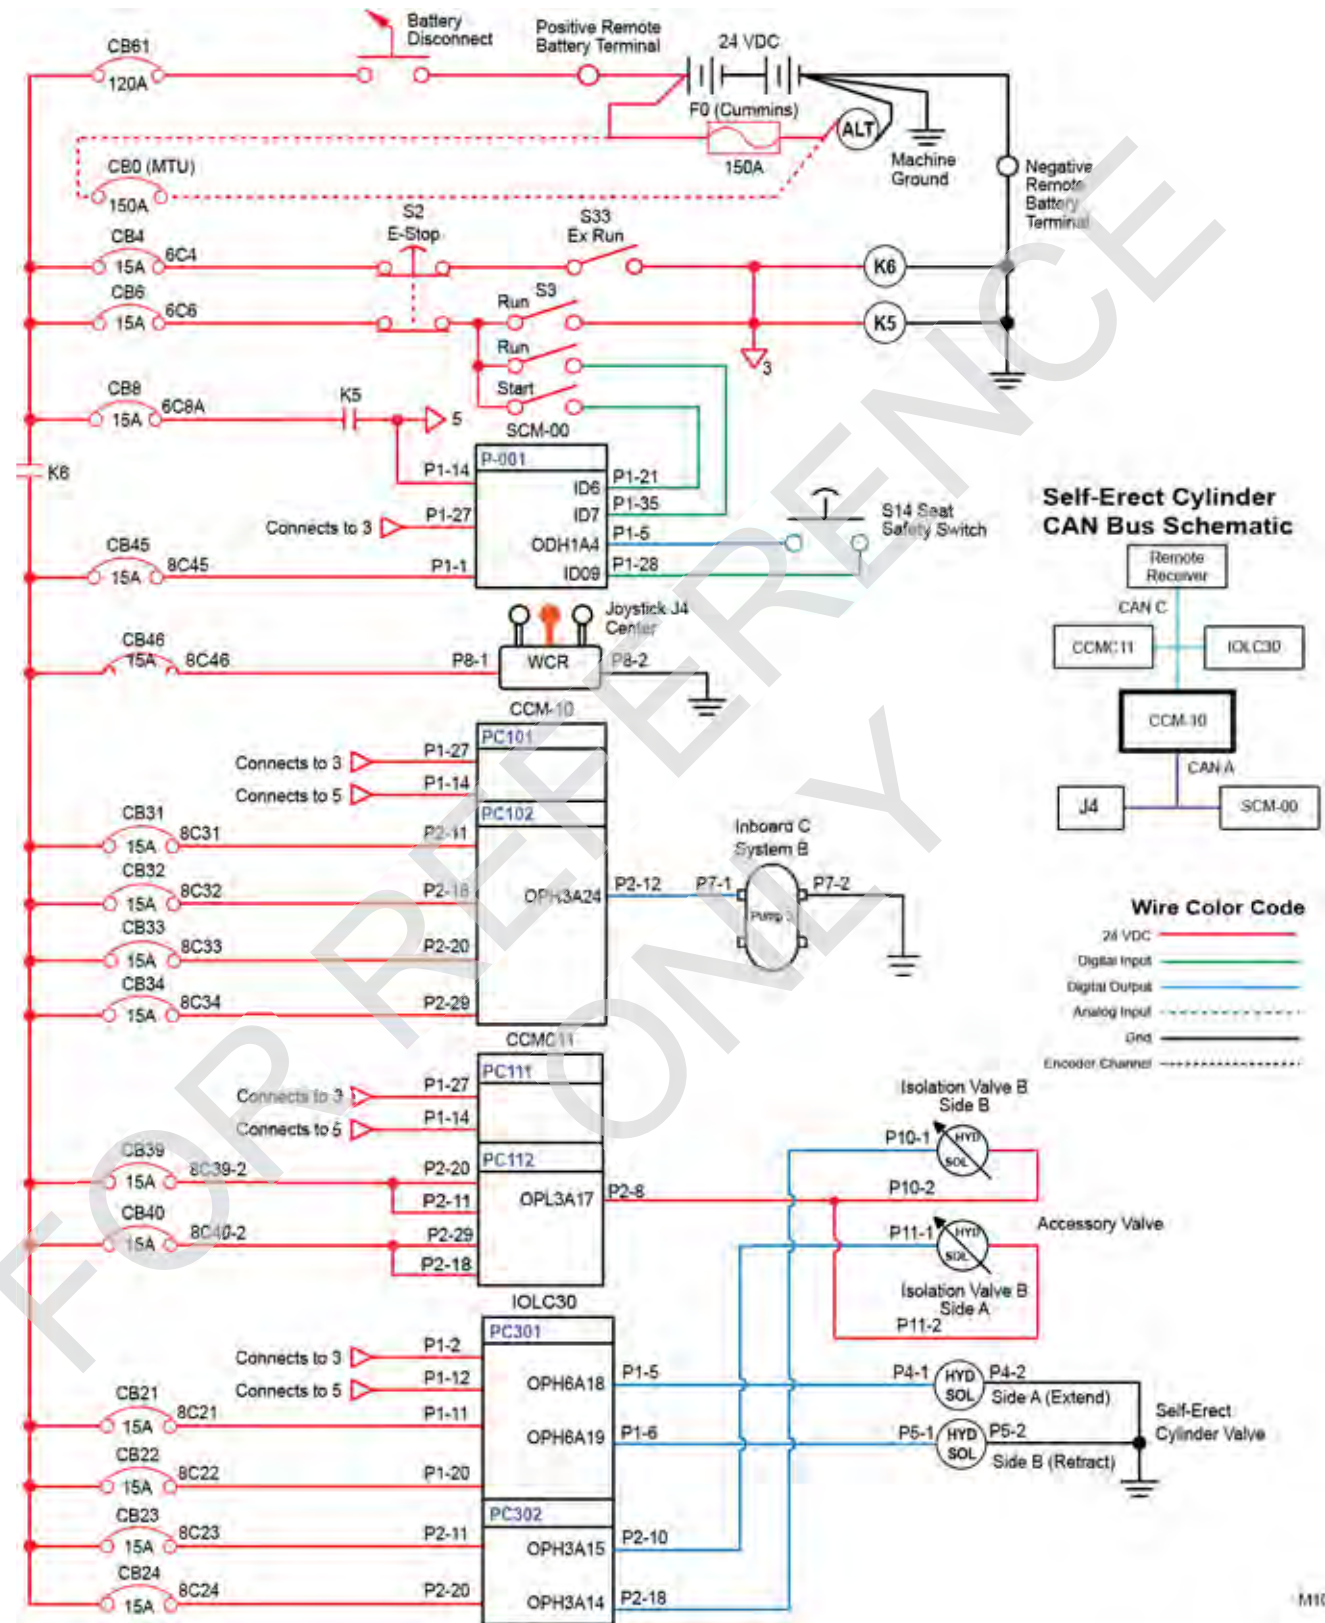 Battery
Disconnect
Positive Remote
Battery Terminal
24 VDC
CB61
120A
F0 (Cummins)
150A
ALT
Machine
Ground
Negative
Remote
Battery
Terminal
CB0 (MTU)
150A
S2
E-Stop
S33
Ex Run
CB4
15A
6C4
K6
CB6
15A
6C6
Run
S3
K5
Run
3
Start
CB8
15A
6C8A
K5
5
K6
SCM-00
P-001
P1-14
ID6
P1-21
ID7
P1-35
Connects to 3
P1-27
ODH1A4
P1-5
S14 Seat
Safety Switch
CB45
15A
8C45
P1-1
ID09
P1-28
Self-Erect Cylinder
CAN Bus Schematic
Remote
Receiver
CAN C
CCMC11
IOLC30
CCM-10
CAN A
J4
SCM-00
Joystick J4
Center
CB46
15A
8C46
P8-1
WCR
P8-2
CCM-10
PC101
Connects to 3
P1-27
Connects to 5
P1-14
PC102
CB31
15A
8C31
P2-11
CB32
15A
8C32
P2-18
OPH3A24
P2-12
P7-1
P7-2
Inboard C
System B
Pump 3
CB33
15A
8C33
P2-20
CB34
15A
8C34
P2-29
Wire Color Code
24 VDC
Digital Input
Digital Output
Analog Input
Gnd
Encoder Channel
CCMC11
PC111
Connects to 3
P1-27
Connects to 5
P1-14
PC112
CB39
15A
8C39-2
P2-20
P2-11
OPL3A17
P2-8
CB40
15A
8C40-2
P2-29
P2-18
Isolation Valve B
Side B
P10-1
HYD
SOL
P10-2
Accessory Valve
P11-1
HYD
SOL
Isolation Valve B
Side A
P11-2
IOLC30
PC301
Connects to 3
P1-2
Connects to 5
P1-12
OPH6A18
P1-5
P4-1
HYD
SOL
P4-2
Side A (Extend)
CB21
15A
8C21
P1-11
OPH6A19
P1-6
P5-1
HYD
SOL
P5-2
Side B (Retract)
Self-Erect
Cylinder Valve
CB22
15A
8C22
P1-20
PC302
CB23
15A
8C23
P2-11
OPH3A15
P2-10
CB24
15A
8C24
P2-20
OPH3A14
P2-18
M10
FOR REFERENCE
ONLY